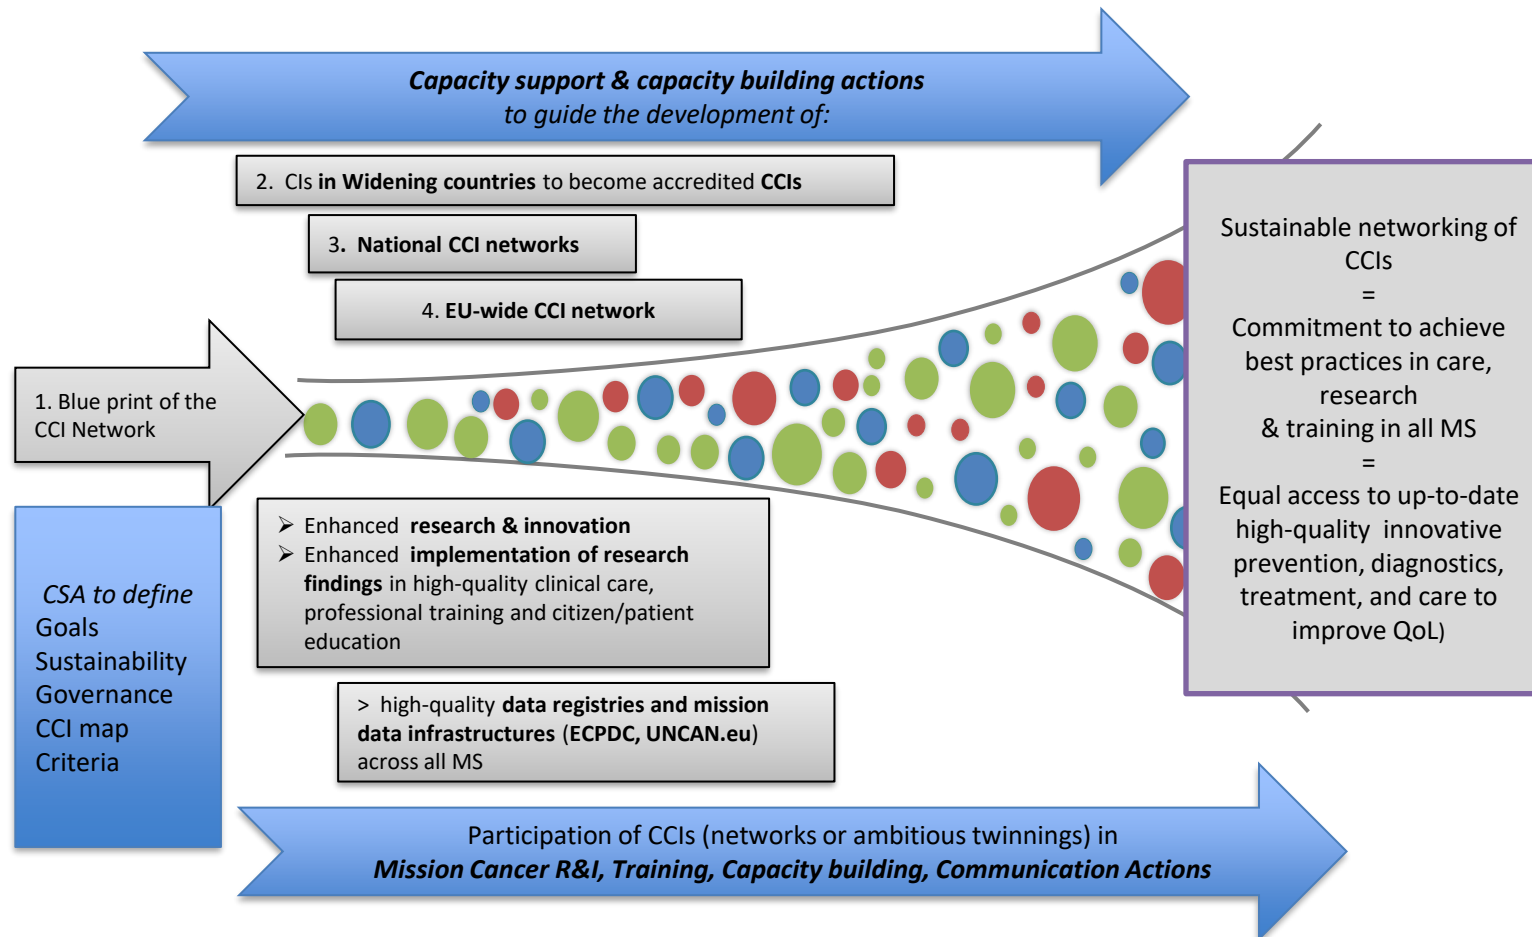 Capacity support & capacity building actions
to guide the development of:
2. CIs in Widening countries to become accredited CCIs
3. National CCI networks
4. EU-wide CCI network
1. Blue print of the
CCI Network
CSA to define
Goals
Sustainability
Governance
CCI map
Criteria
➢ Enhanced research & innovation
➢ Enhanced implementation of research
findings in high-quality clinical care,
professional training and citizen/patient
education
> high-quality data registries and mission
data infrastructures (ECPDC, UNCAN.eu)
across all MS
Sustainable networking of
CCIs
=
Commitment to achieve
best practices in care,
research
& training in all MS
=
Equal access to up-to-date
high-quality innovative
prevention, diagnostics,
treatment, and care to
improve QoL)
Participation of CCIs (networks or ambitious twinnings) in
Mission Cancer R&I, Training, Capacity building, Communication Actions